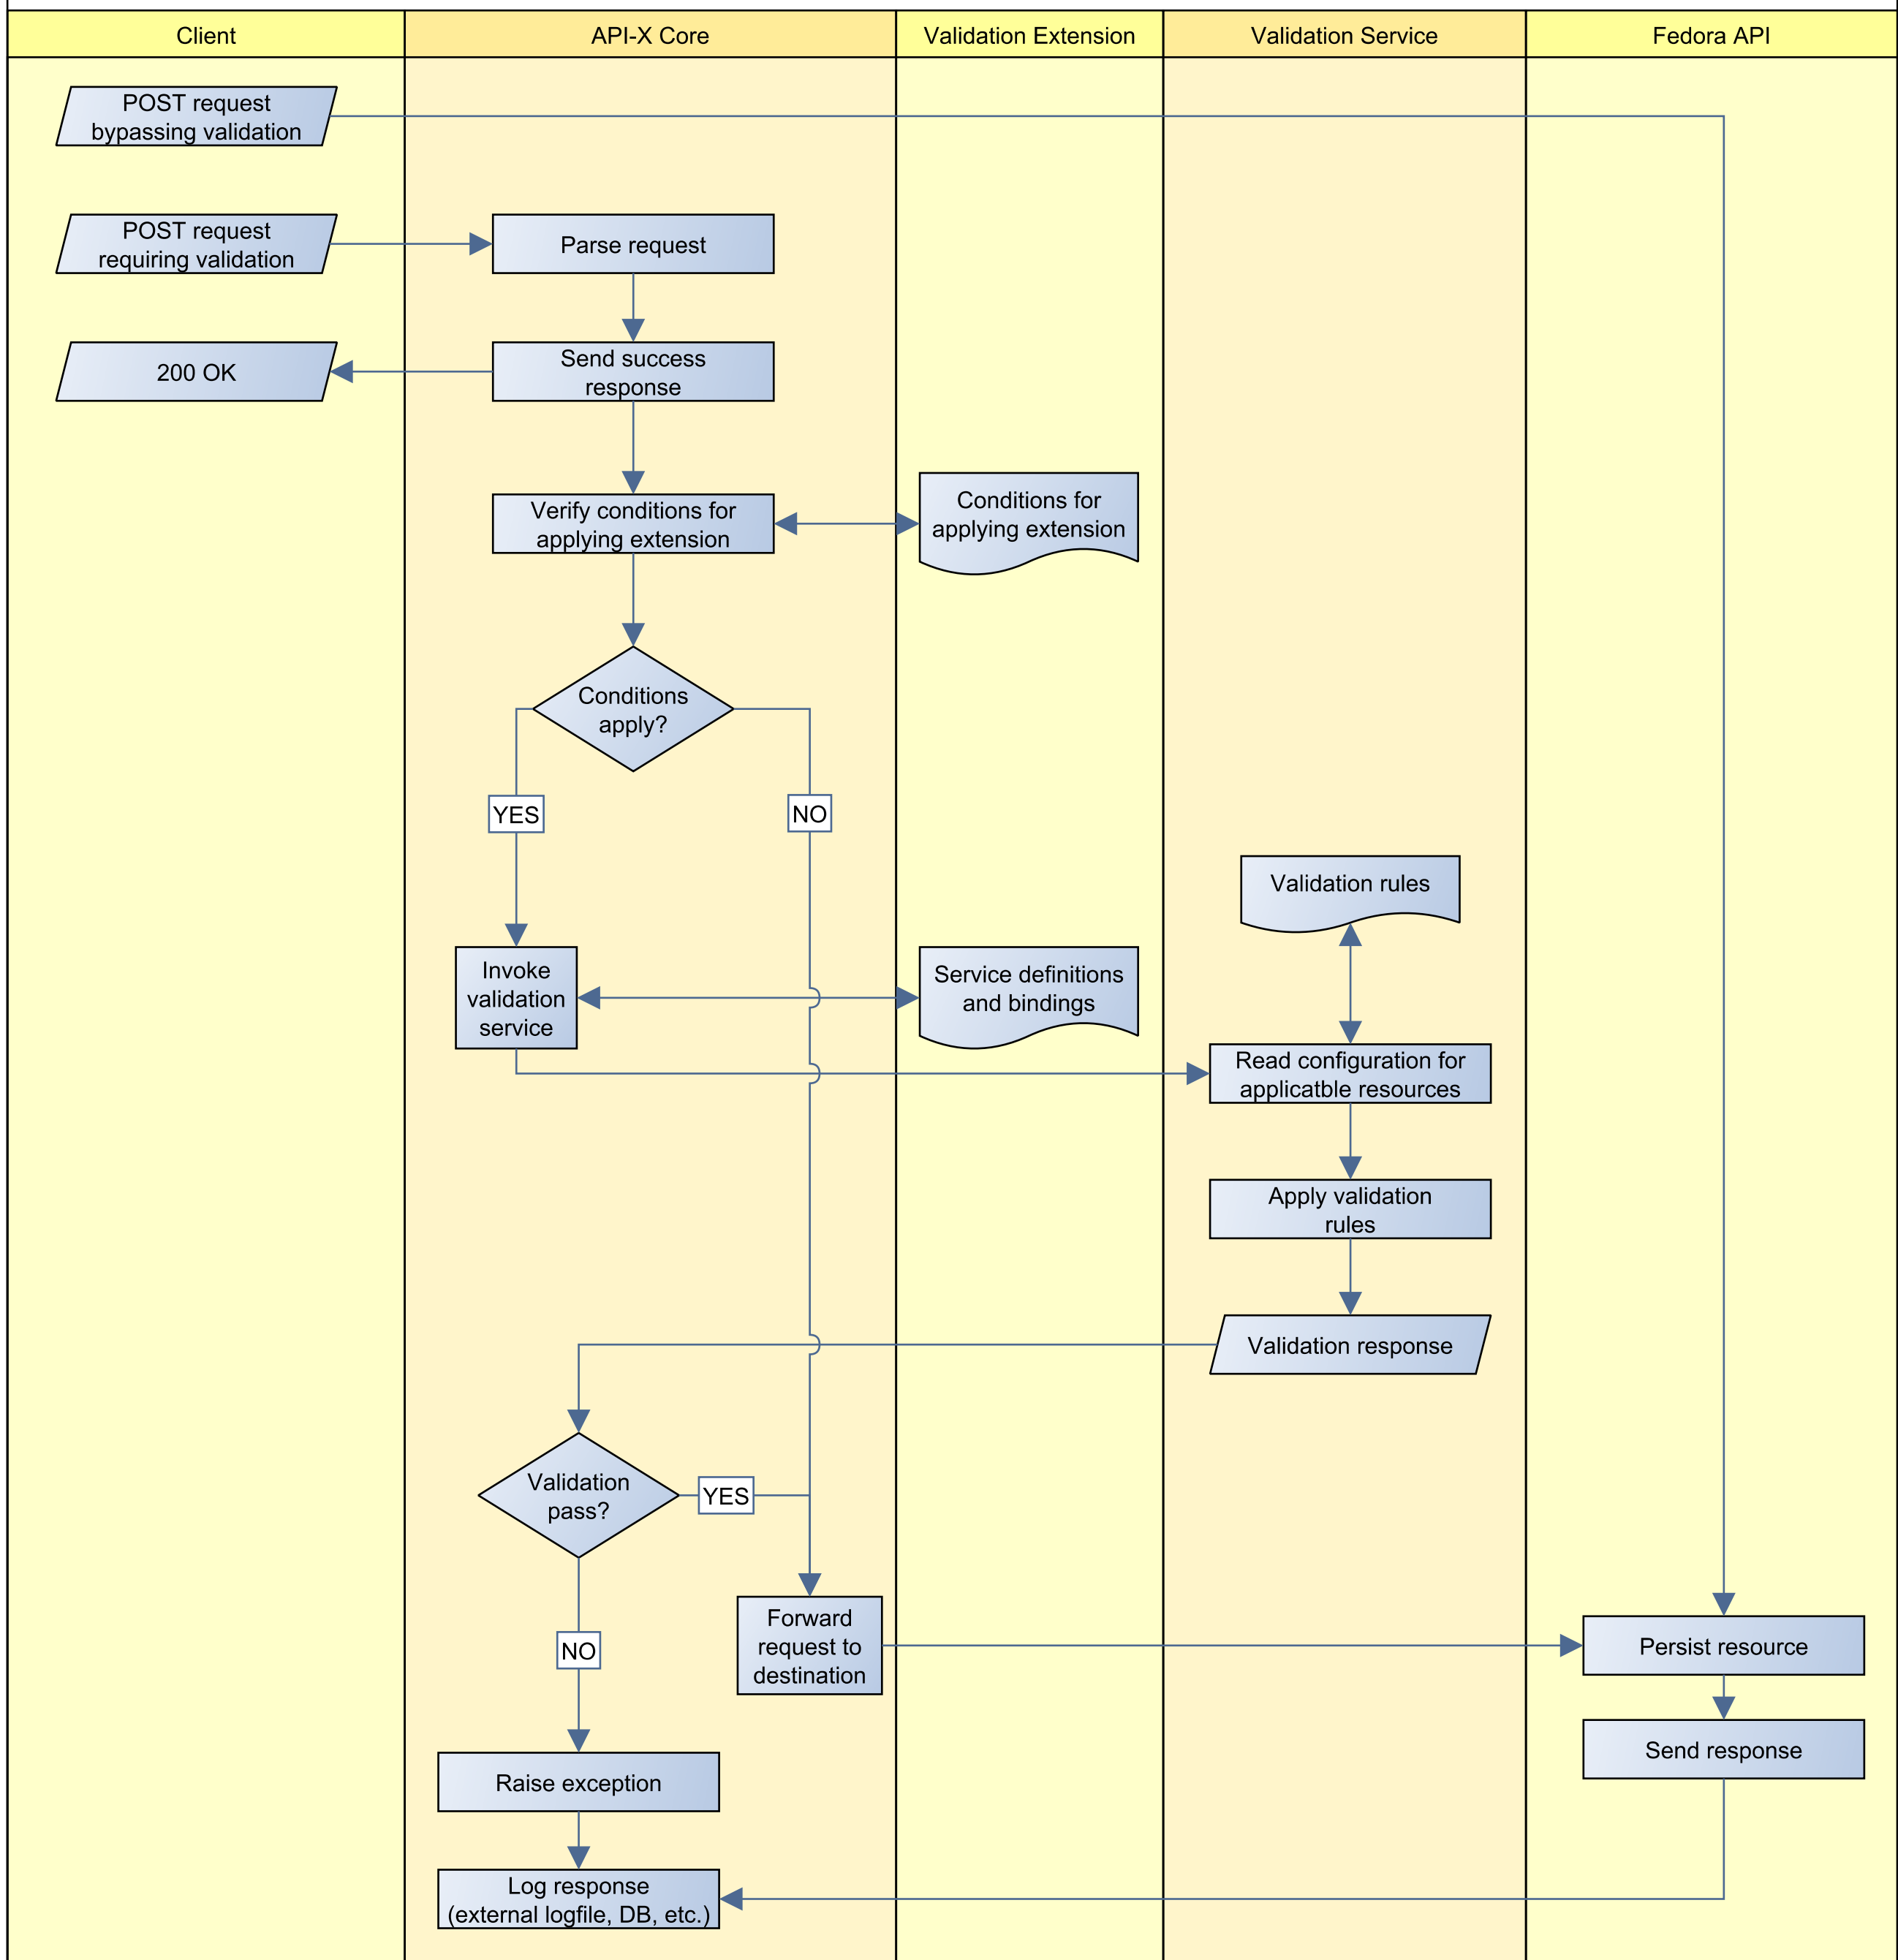 Client
API-X Core
Validation Extension
Validation Service
Fedora API
POST request
bypassing validation
POST request
requiring validation
Parse request
200 OK
Send success
response
Verify conditions for
applying extension
Conditions for
applying extension
Conditions
apply?
YES
NO
Validation rules
Invoke
validation
service
Service definitions
and bindings
Read configuration for
applicatble resources
Apply validation
rules
Validation response
Validation
pass?
YES
NO
Forward
request to
destination
Persist resource
Send response
Raise exception
Log response
(external logfile, DB, etc.)